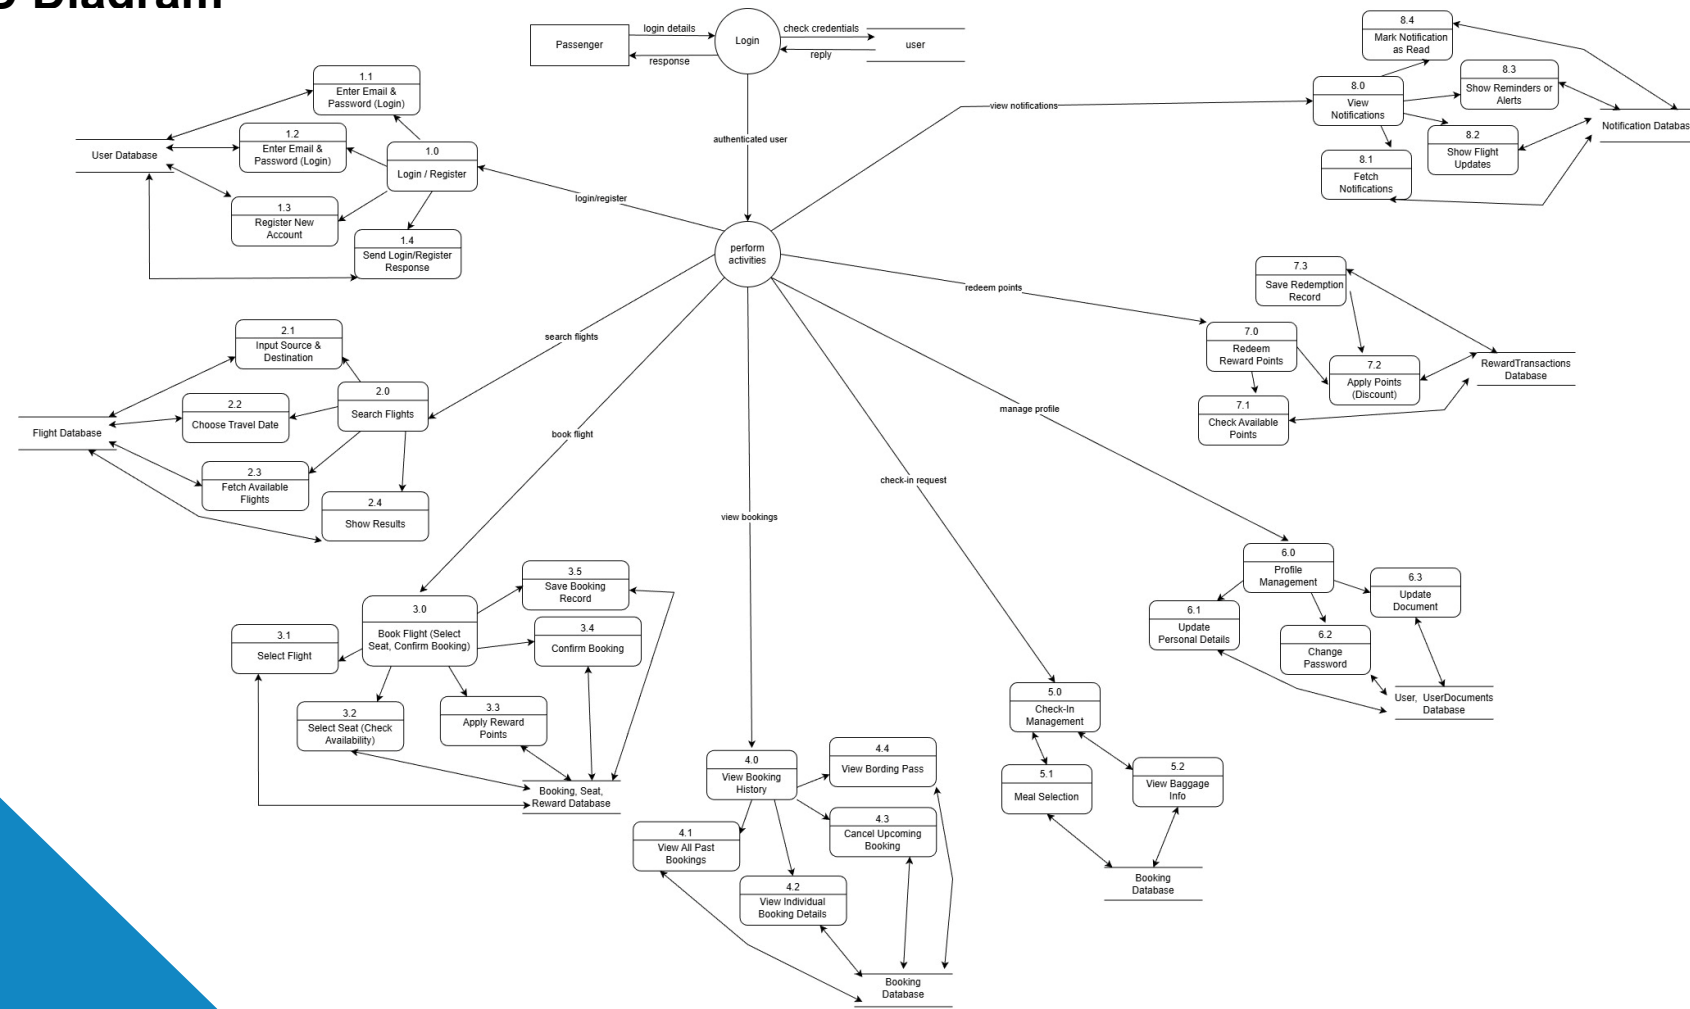 Diagram
login details
Passenger
response
Login
check credentials
reply
user
authenticated user
perform
activities
login/register
1.0
Login / Register
1.1
Enter Email &
Password (Login)
1.2
Enter Email &
Password (Login)
1.3
Register New
Account
1.4
Send Login/Register
Response
User Database
search flights
2.0
Search Flights
2.1
Input Source &
Destination
2.2
Choose Travel Date
2.3
Fetch Available
Flights
2.4
Show Results
Flight Database
book flight
3.0
Book Flight (Select
Seat, Confirm Booking)
3.1
Select Flight
3.2
Select Seat (Check
Availability)
3.3
Apply Reward
Points
3.4
Confirm Booking
3.5
Save Booking
Record
Booking, Seat,
Reward Database
view bookings
4.0
View Booking
History
4.1
View All Past
Bookings
4.2
View Individual
Booking Details
4.3
Cancel Upcoming
Booking
4.4
View Bording Pass
Booking
Database
check-in request
5.0
Check-In
Management
5.1
Meal Selection
5.2
View Baggage
Info
Booking
Database
manage profile
6.0
Profile
Management
6.1
Update
Personal Details
6.2
Change
Password
6.3
Update
Document
User, UserDocuments
Database
redeem points
7.0
Redeem
Reward Points
7.1
Check Available
Points
7.2
Apply Points
(Discount)
7.3
Save Redemption
Record
RewardTransactions
Database
view notifications
8.0
View
Notifications
8.1
Fetch
Notifications
8.2
Show Flight
Updates
8.3
Show Reminders or
Alerts
8.4
Mark Notification
as Read
Notification Databas